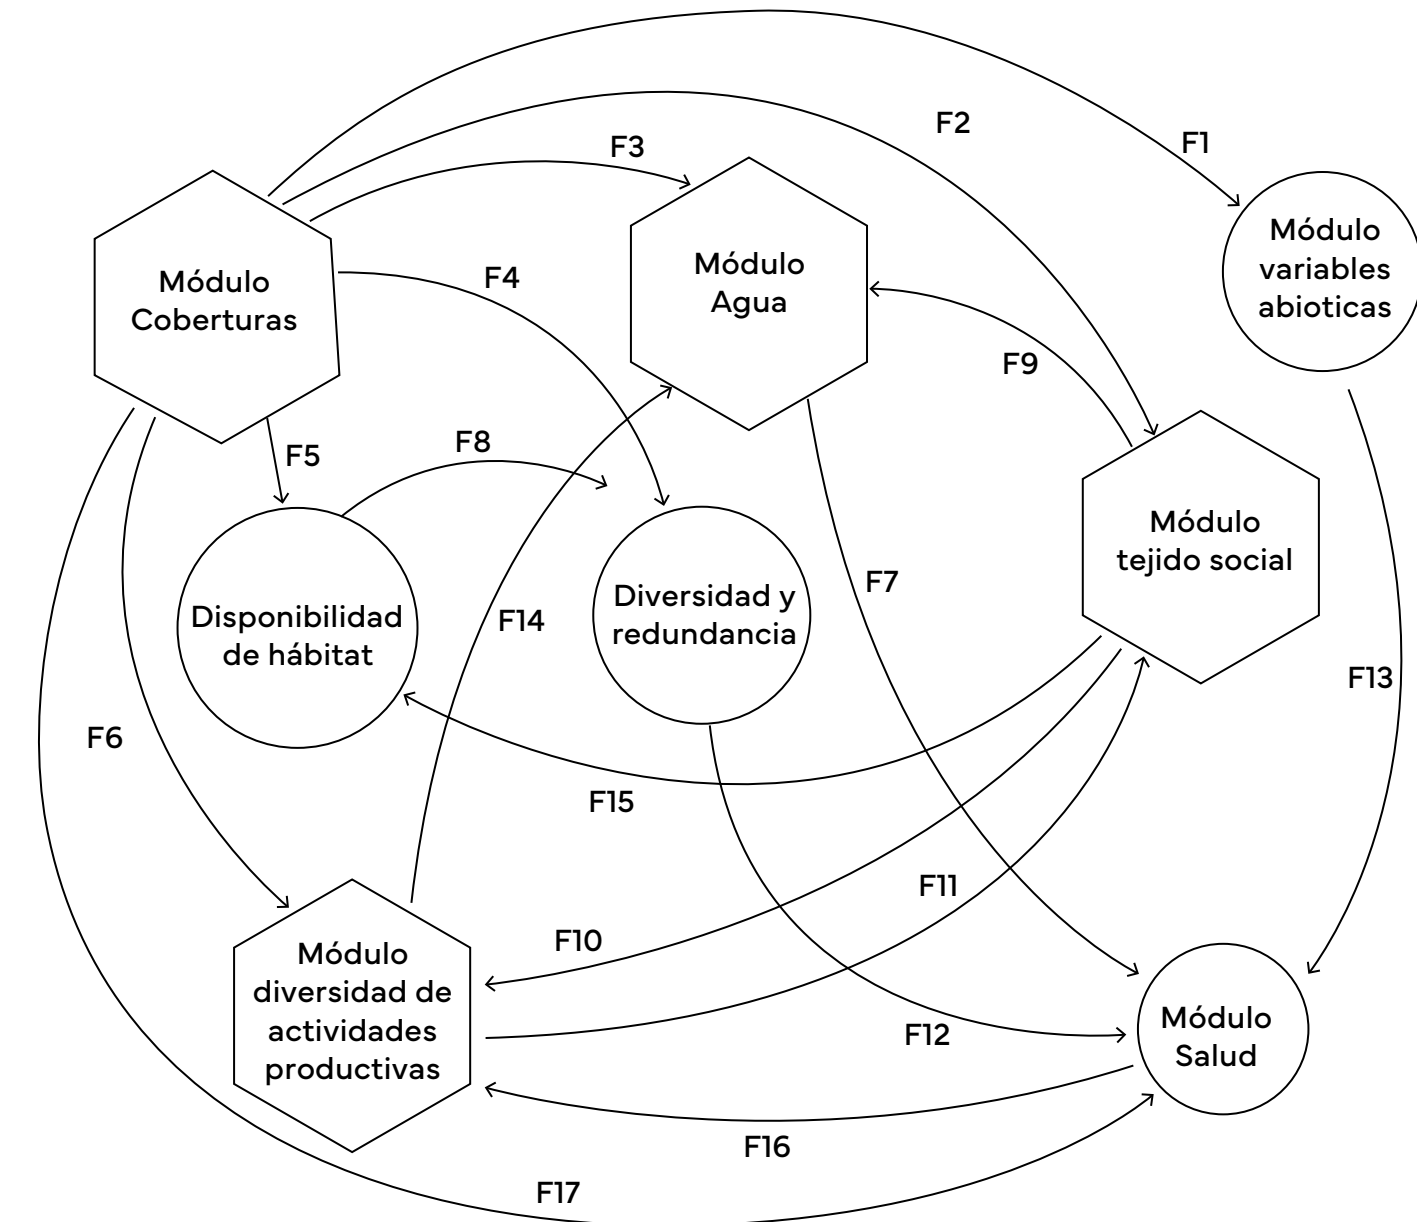 F2
F1
F3
Módulo
Coberturas
Módulo
Agua
Módulo
variables
abioticas
F4
F9
F5
F8
Módulo
tejido social
Disponibilidad
de hábitat
F14
Diversidad y
redundancia
F7
F13
F6
F15
F11
F10
Módulo
diversidad de
actividades
productivas
F12
Módulo
Salud
F16
F17